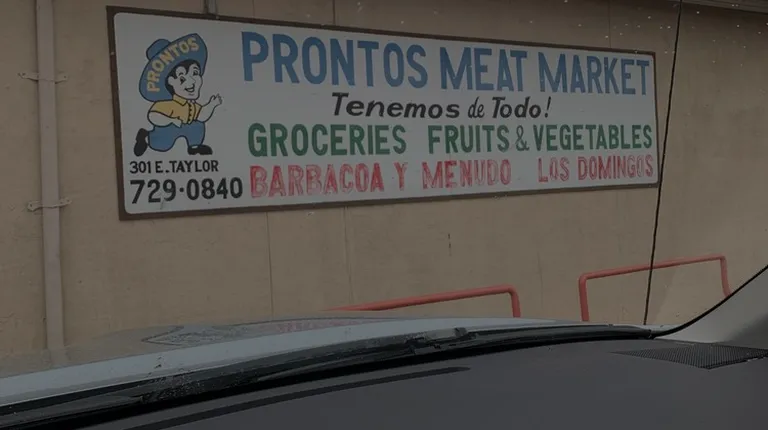 PRONTOS
PRONTOS MEAT MARKET
Tenemos de Todo!
GROCERIES FRUITS & VEGETABLES
301 E. TAYLOR
729-0840
BARBACOA Y MENUDO LOS DOMINGOS